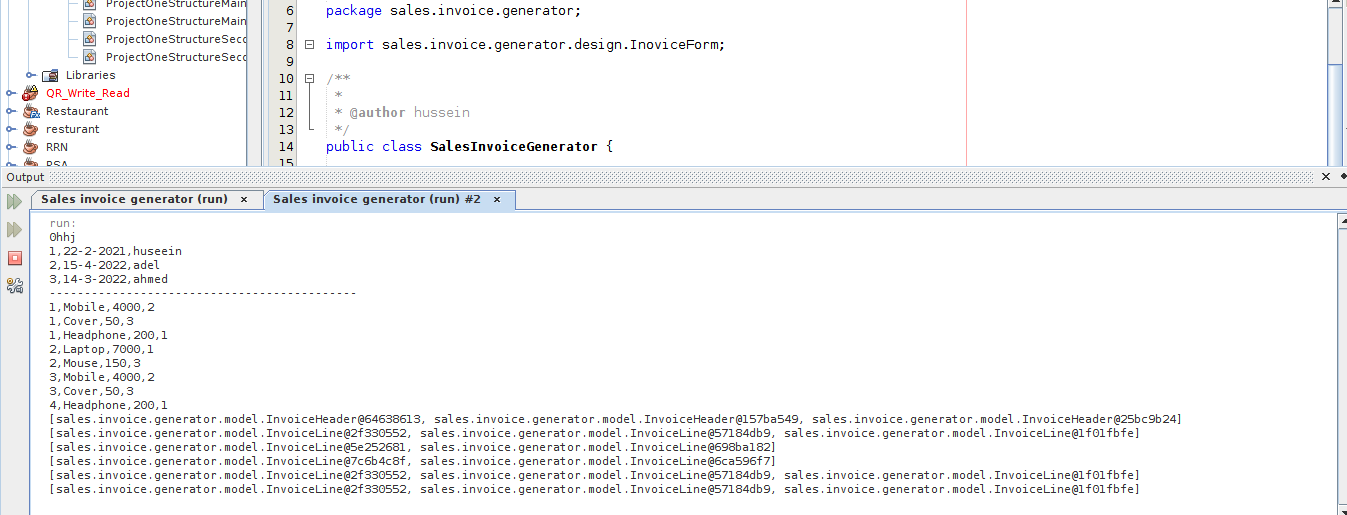 ProjectOneStructureMain
ProjectOneStructureMain
ProjectOneStructureSecc
ProjectOneStructureSecc
Libraries
QR_Write_Read
Restaurant
resturant
RRN
RSA
6 package sales.invoice.generator;
7
8 import sales.invoice.generator.design.InoviceForm;
9
10 /**
11 *
12 * @author hussein
13 */
14 public class SalesInvoiceGenerator {
15
Output
Sales invoice generator (run) × Sales invoice generator (run) #2 ×
run:
0hhj
1,22-2-2021,huseein
2,15-4-2022,adel
3,14-3-2022,ahmed
--------------------------------------------
1,Mobile,4000,2
1,Cover,50,3
1,Headphone,200,1
2,Laptop,7000,1
2,Mouse,150,3
3,Mobile,4000,2
3,Cover,50,3
4,Headphone,200,1
[sales.invoice.generator.model.InvoiceHeader@64638613, sales.invoice.generator.model.InvoiceHeader@157ba549, sales.invoice.generator.model.InvoiceHeader@25bc9b24]
[sales.invoice.generator.model.InvoiceLine@2f330552, sales.invoice.generator.model.InvoiceLine@57184db9, sales.invoice.generator.model.InvoiceLine@1f01fbfe]
[sales.invoice.generator.model.InvoiceLine@5e252681, sales.invoice.generator.model.InvoiceLine@698ba182]
[sales.invoice.generator.model.InvoiceLine@7c6b4c8f, sales.invoice.generator.model.InvoiceLine@6ca596f7]
[sales.invoice.generator.model.InvoiceLine@2f330552, sales.invoice.generator.model.InvoiceLine@57184db9, sales.invoice.generator.model.InvoiceLine@1f01fbfe]
[sales.invoice.generator.model.InvoiceLine@2f330552, sales.invoice.generator.model.InvoiceLine@57184db9, sales.invoice.generator.model.InvoiceLine@1f01fbfe]